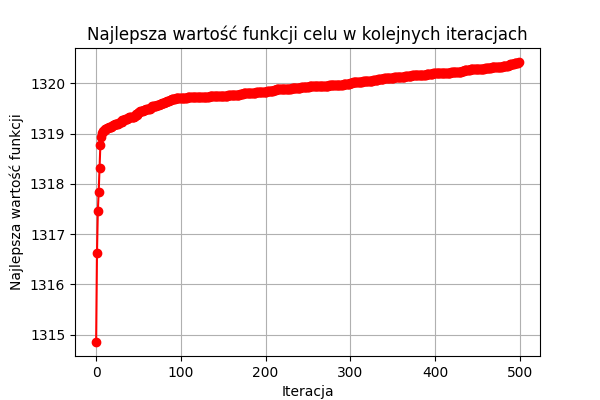 Najlepsza wartość funkcji celu w kolejnych iteracjach
1320
1319
1318
1317
1316
1315
Najlepsza wartość funkcji
0 100 200 300 400 500
Iteracja